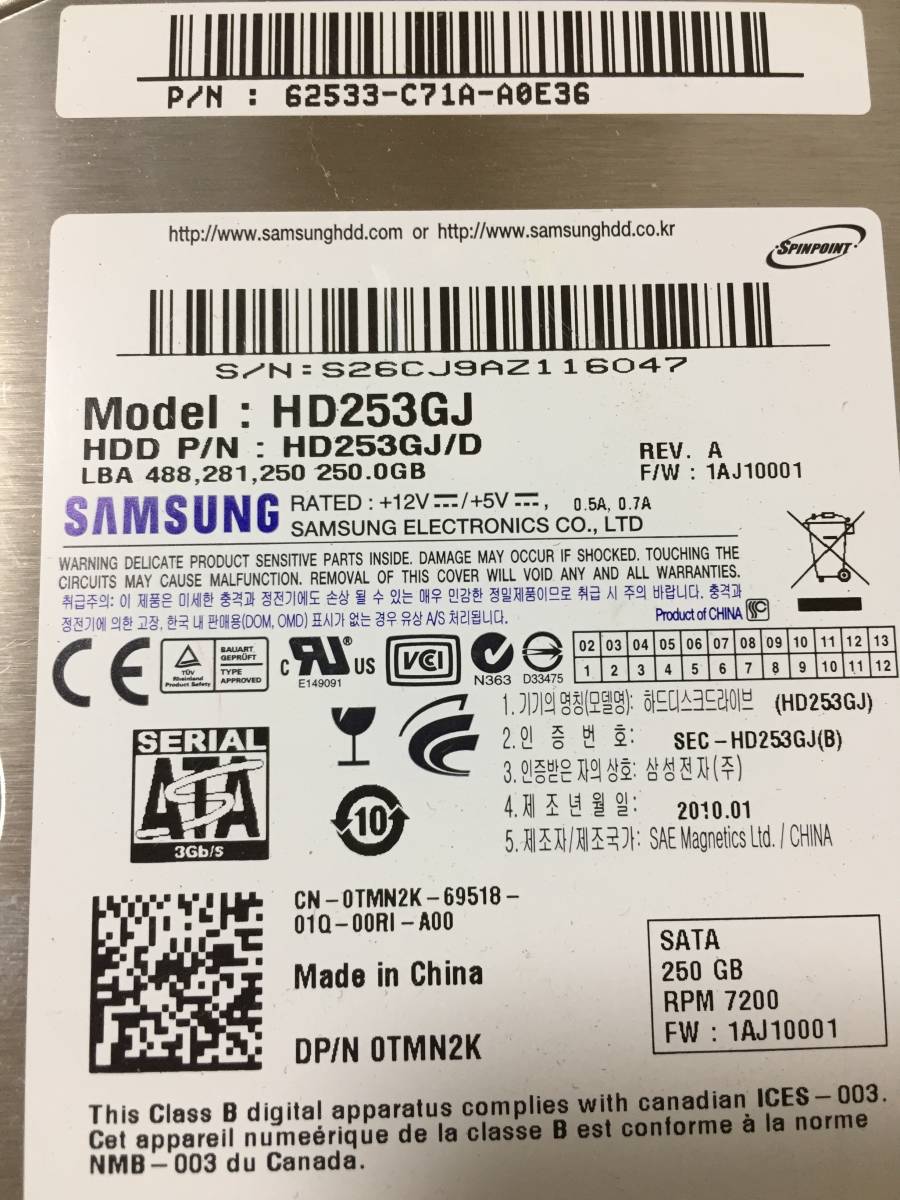 P/N : 62533-C71A-A0E36
http://www.samsunghdd.com or http://www.samsunghdd.co.kr
SPINPOINT
S/N:S26CJ9AZ116047
Model : HD253GJ
HDD P/N : HD253GJ/D
REV. A
LBA 488,281,250 250.0GB
F/W : 1AJ10001
SAMSUNG
RATED : +12V /+5V , 0.5A, 0.7A
SAMSUNG ELECTRONICS CO., LTD
WARNING DELICATE PRODUCT SENSITIVE PARTS INSIDE. DAMAGE MAY OCCUR IF SHOCKED. TOUCHING THE
CIRCUITS MAY CAUSE MALFUNCTION. REMOVAL OF THIS COVER WILL VOID ANY AND ALL WARRANTIES.
취급주의: 이 제품은 미세한 충격과 정전기에도 손상 될 수 있는 매우 민감한 정밀제품이므로 취급 시 주의 바랍니다. 충격과
정전기에 의한 고장, 한국 내 판매용(DOM, OMD) 표시가 없는 경우 유상 A/S 처리됩니다.
Product of CHINA
CE
TÜV
Rheinland
Product Safety
BAUART
GEPRÜFT
TYPE
APPROVED
C RU® US
E149091
VCI
N363
D33475
02 03 04 05 06 07 08 09 10 11 12 13
1 2 3 4 5 6 7 8 9 10 11 12
1. 기기의 명칭(모델명): 하드디스크드라이브 (HD253GJ)
2. 인 증 번 호: SEC-HD253GJ(B)
3. 인증받은 자의 상호: 삼성전자(주)
4. 제 조 년 월 일: 2010.01
5. 제조자/제조국가: SAE Magnetics Ltd. / CHINA
SERIAL
ATA
3Gb/s
10
CN-0TMN2K-69518-
01Q-00RI-A00
Made in China
DP/N 0TMN2K
SATA
250 GB
RPM 7200
FW : 1AJ10001
This Class B digital apparatus complies with canadian ICES-003.
Cet appareil numeérique de la classe B est conforme à la norme
NMB-003 du Canada.